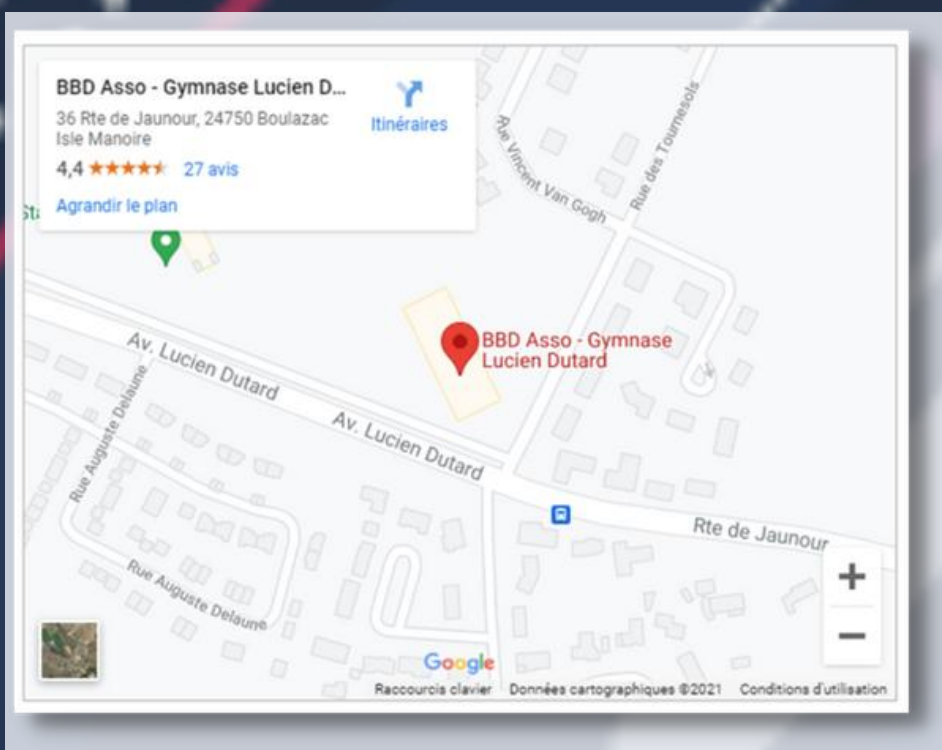 BBD Asso - Gymnase Lucien D...
36 Rte de Jaunour, 24750 Boulazac
Isle Manoire
4,4
27 avis
Agrandir le plan
Itinéraires
Rue Vincent Van Gogh
Rue des Tournesols
BBD Asso - Gymnase
Lucien Dutard
Av. Lucien Dutard
Av. Lucien Dutard
Rue Auguste Delaune
Rte de Jaunour
Rue Auguste Delaune
+
−
Google
Raccourcis clavier
Données cartographiques ©2021
Conditions d'utilisation